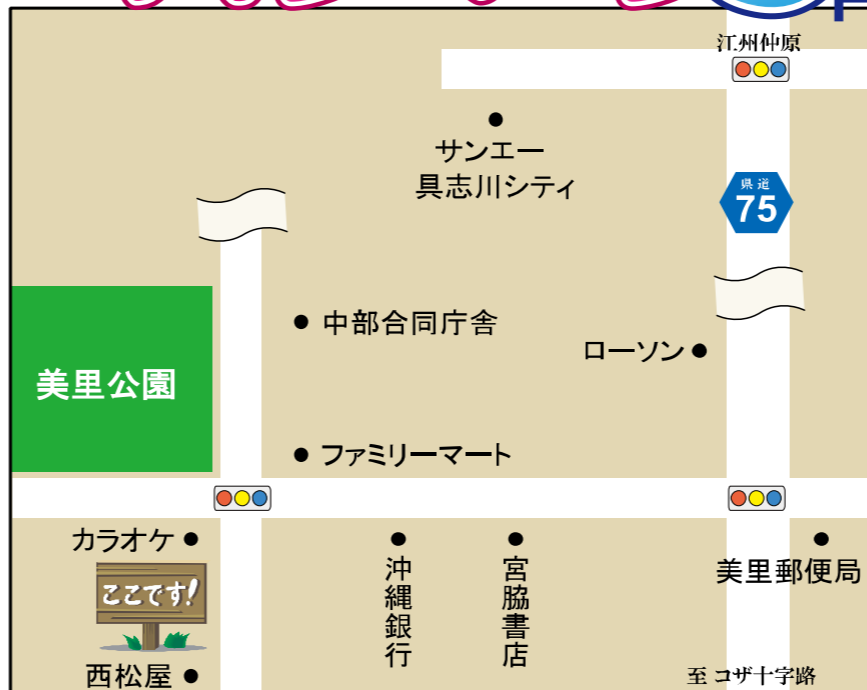 江州仲原
サンエー
具志川シティ
県道
75
中部合同庁舎
ローソン
美里公園
ファミリーマート
カラオケ
ここです!
西松屋
沖縄銀行
宮脇書店
美里郵便局
至 コザ十字路